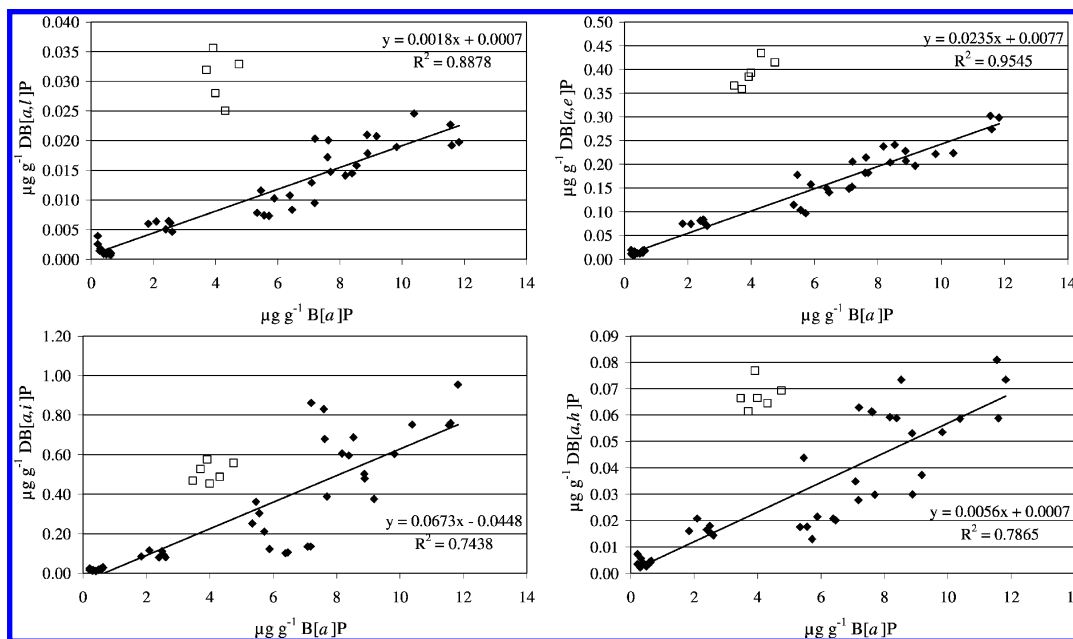 0.040
0.035
0.030
0.025
0.020
0.015
0.010
0.005
0.000
µg g⁻¹ DB[a,l]P
y = 0.0018x + 0.0007
R² = 0.8878
0 2 4 6 8 10 12 14
µg g⁻¹ B[a]P
0.50
0.45
0.40
0.35
0.30
0.25
0.20
0.15
0.10
0.05
0.00
µg g⁻¹ DB[a,e]P
y = 0.0235x + 0.0077
R² = 0.9545
0 2 4 6 8 10 12 14
µg g⁻¹ B[a]P
1.20
1.00
0.80
0.60
0.40
0.20
0.00
µg g⁻¹ DB[a,i]P
y = 0.0673x - 0.0448
R² = 0.7438
0 2 4 6 8 10 12 14
µg g⁻¹ B[a]P
0.09
0.08
0.07
0.06
0.05
0.04
0.03
0.02
0.01
0.00
µg g⁻¹ DB[a,h]P
y = 0.0056x + 0.0007
R² = 0.7865
0 2 4 6 8 10 12 14
µg g⁻¹ B[a]P